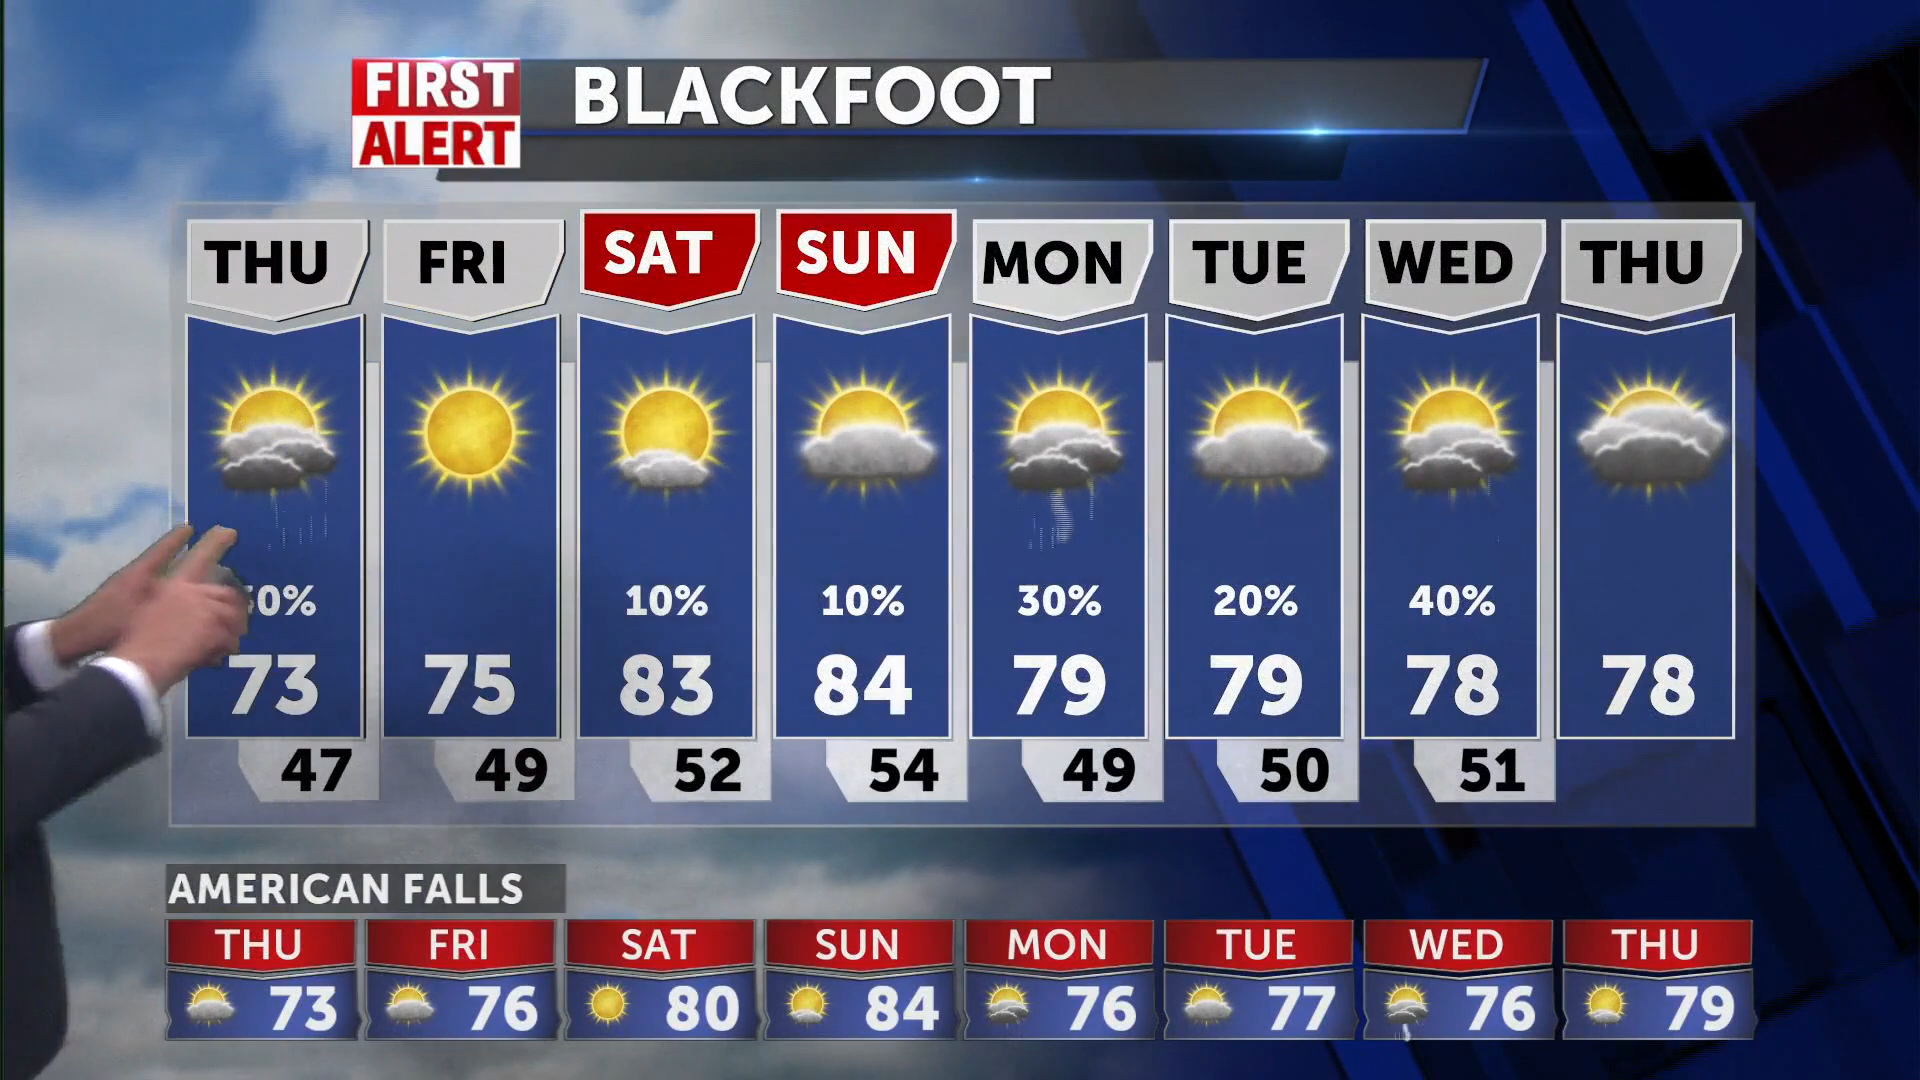 FIRST
ALERT
BLACKFOOT
THU FRI SAT SUN MON TUE WED THU
0% 10% 10% 30% 20% 40%
73 75 83 84 79 79 78 78
47 49 52 54 49 50 51
AMERICAN FALLS
THU FRI SAT SUN MON TUE WED THU
73 76 80 84 76 77 76 79